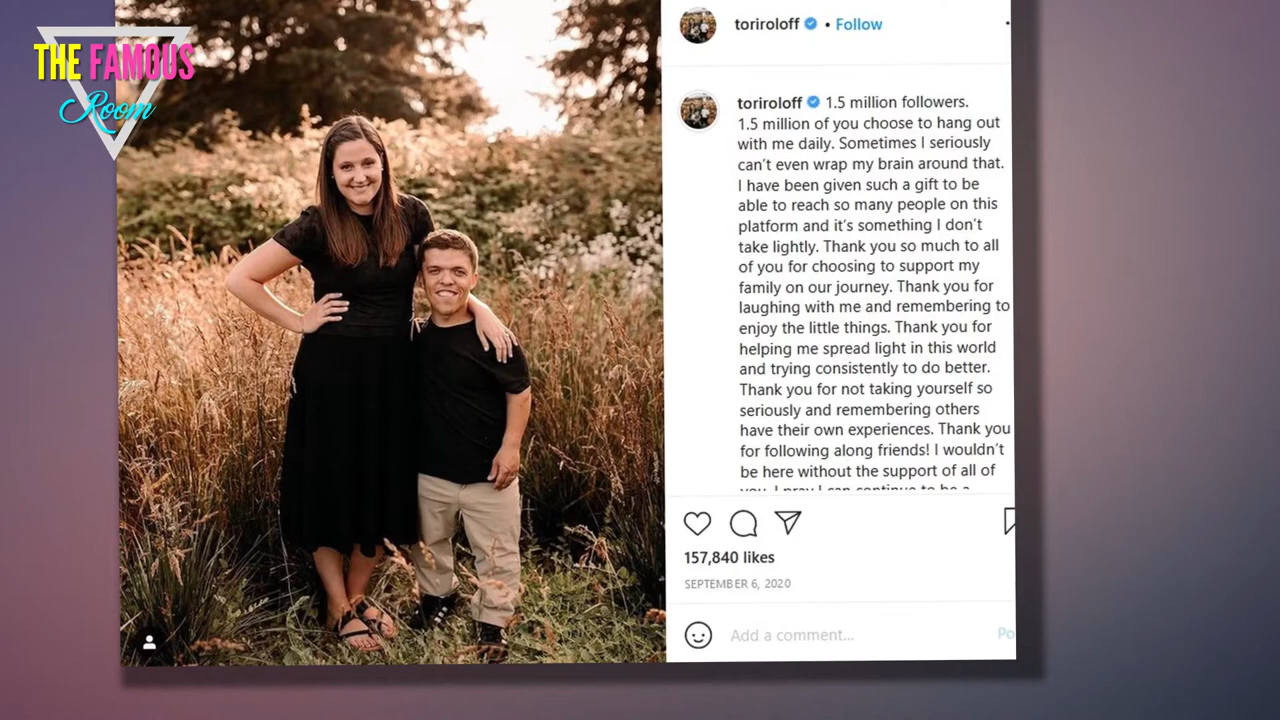 THE FAMOUS
Room
toriroloff • Follow
toriroloff 1.5 million followers.
1.5 million of you choose to hang out
with me daily. Sometimes I seriously
can't even wrap my brain around that.
I have been given such a gift to be
able to reach so many people on this
platform and it's something I don't
take lightly. Thank you so much to all
of you for choosing to support my
family on our journey. Thank you for
laughing with me and remembering to
enjoy the little things. Thank you for
helping me spread light in this world
and trying consistently to do better.
Thank you for not taking yourself so
seriously and remembering others
have their own experiences. Thank you
for following along friends! I wouldn't
be here without the support of all of
you. I pray I can continue to be a
157,840 likes
SEPTEMBER 6, 2020
Add a comment...
Po